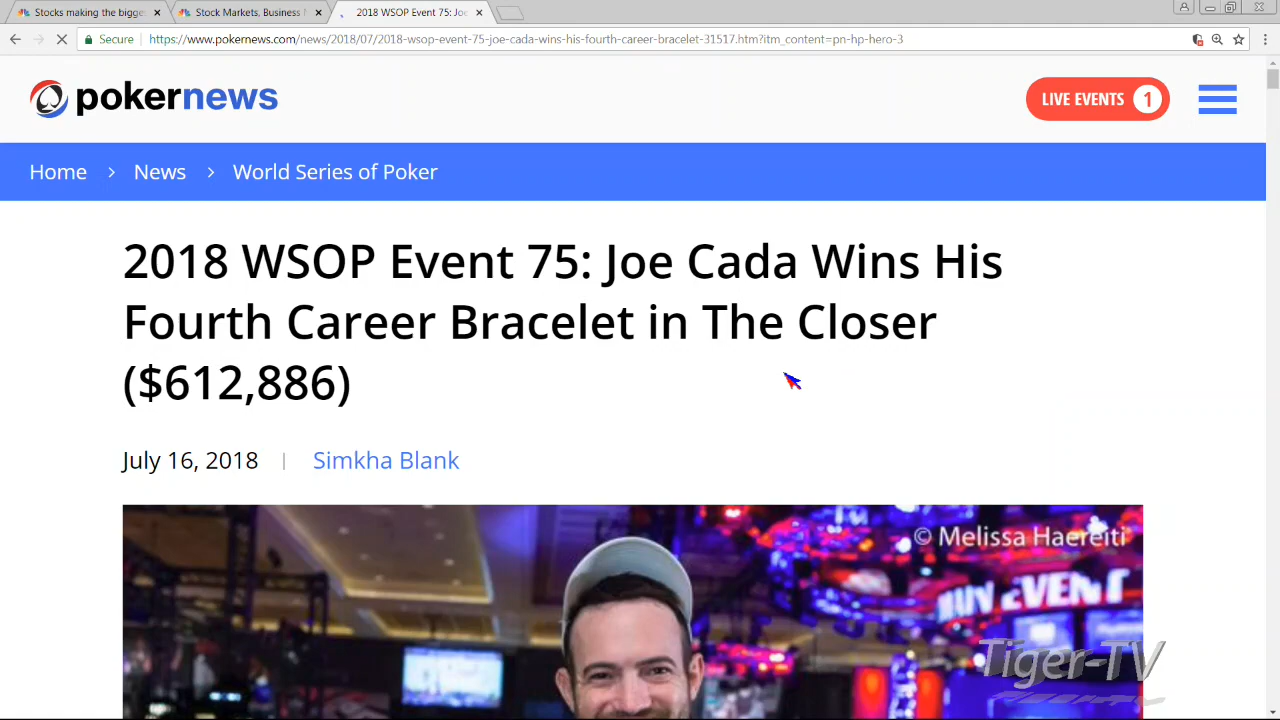 Stocks making the bigge
Stock Markets, Business
2018 WSOP Event 75: Joe
Secure
https://www.pokernews.com/news/2018/07/2018-wsop-event-75-joe-cada-wins-his-fourth-career-bracelet-31517.htm?itm_content=pn-hp-hero-3
pokernews
LIVE EVENTS 1
Home > News > World Series of Poker
2018 WSOP Event 75: Joe Cada Wins His
Fourth Career Bracelet in The Closer
($612,886)
July 16, 2018 | Simkha Blank
© Melissa Haereiti
EVENT
Tiger-TV